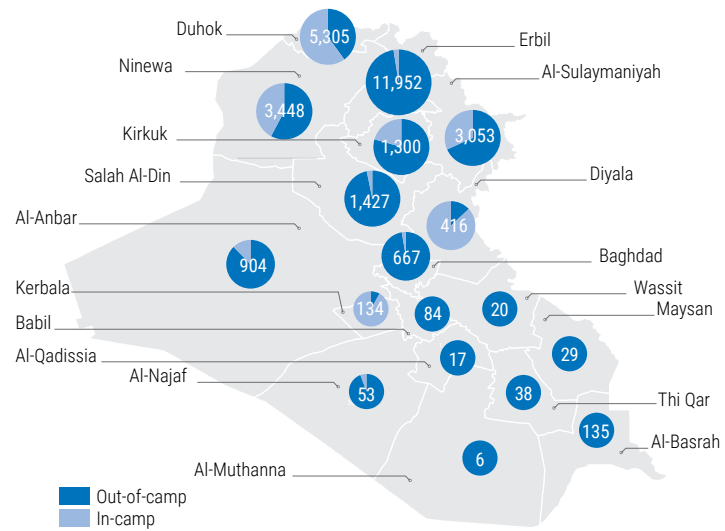 Duhok
5,305
Erbil
Ninewa
11,952
Al-Sulaymaniyah
3,448
Kirkuk
1,300
3,053
Salah Al-Din
Diyala
1,427
Al-Anbar
416
904
667
Baghdad
Kerbala
134
84
20
Wassit
Maysan
Babil
Al-Qadissia
17
29
Al-Najaf
53
38
Thi Qar
135
Al-Basrah
6
Al-Muthanna
Out-of-camp
In-camp